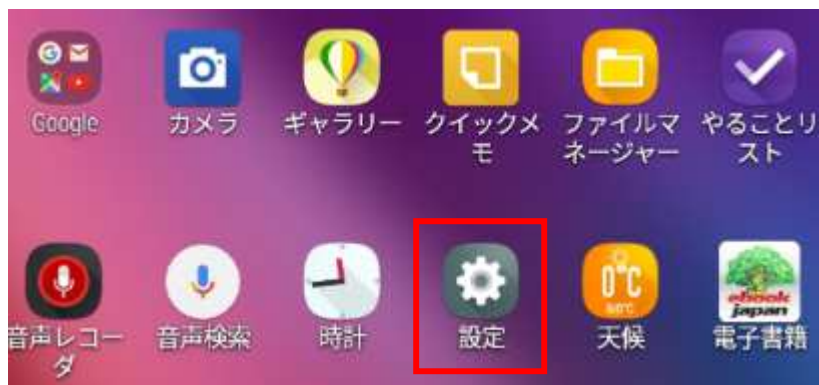 Google
カメラ
ギャラリー
クイックメ
モ
ファイルマ
ネージャー
やることリ
スト
音声レコー
ダ
音声検索
時計
設定
0°C
天候
ebook
japan
電子書籍